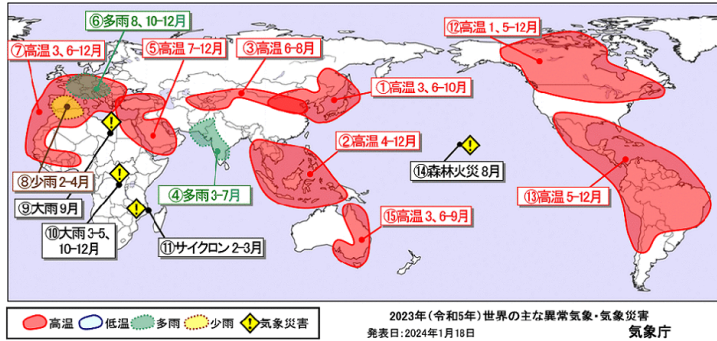 ⑥多雨 8、10-12月
⑦高温 3、6-12月
⑤高温 7-12月
③高温 6-8月
⑫高温 1、5-12月
①高温 3、6-10月
②高温 4-12月
⑭森林火災 8月
⑧少雨 2-4月
④多雨 3-7月
⑬高温 5-12月
⑨大雨 9月
⑮高温 3、6-9月
⑩大雨 3-5、
10-12月
⑪サイクロン 2-3月
高温 低温 多雨 少雨 気象災害
2023年(令和5年)世界の主な異常気象・気象災害
発表日:2024年1月18日 気象庁